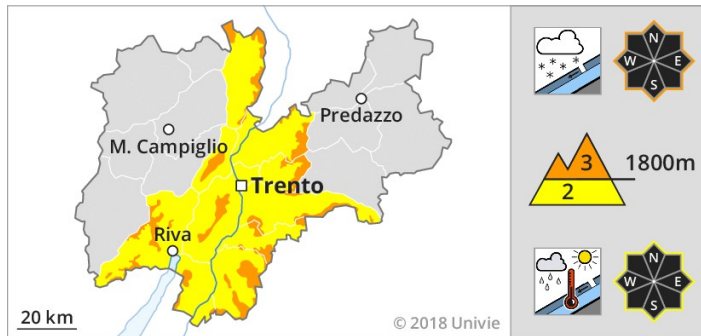 Predazzo
M. Campiglio
Trento
Riva
20 km
© 2018 Univie
N
W E
S
3 1800m
2
N
W E
S